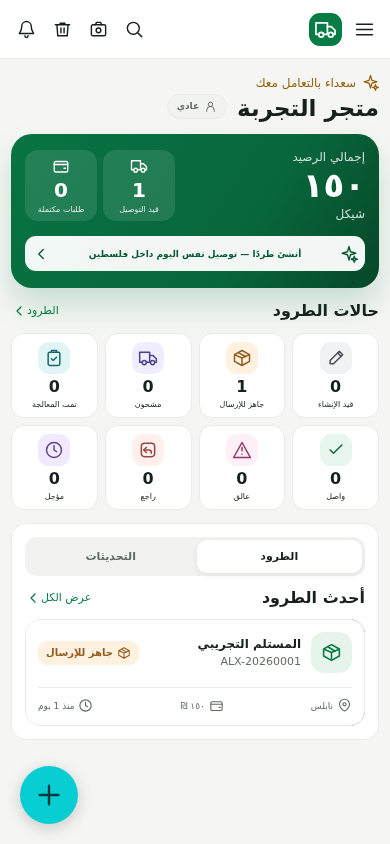 سعداء بالتعامل معك
متجر التجربة
عادي
إجمالي الرصيد
١٥٠
شيكل
1
قيد التوصيل
0
طلبات مكتملة
أنشئ طردًا — توصيل نفس اليوم داخل فلسطين
حالات الطرود
الطرود
0
قيد الإنشاء
1
جاهز للإرسال
0
مشحون
0
تمت المعالجة
0
واصل
0
عالق
0
راجع
0
مؤجل
الطرود
التحديثات
أحدث الطرود
عرض الكل
المستلم التجريبي
ALX-20260001
جاهز للإرسال
نابلس
١٥٠ ₪
منذ 1 يوم